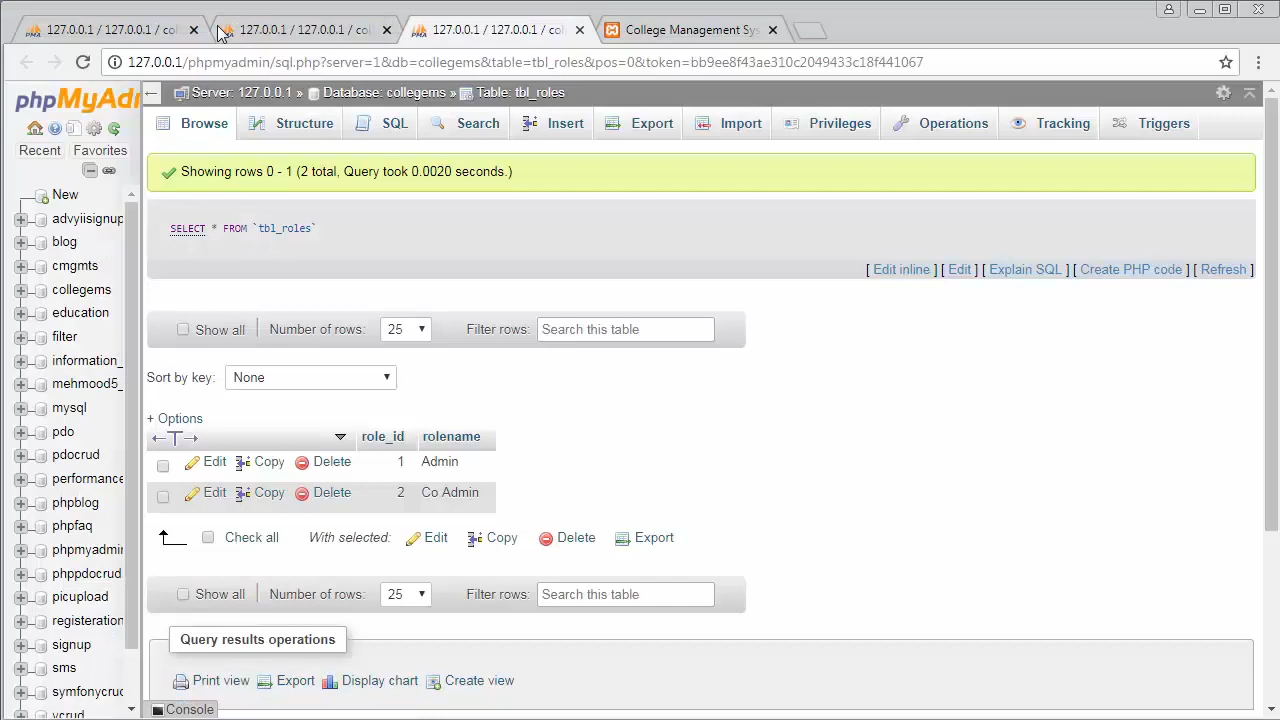 127.0.0.1 / 127.0.0.1 / col
127.0.0.1 / 127.0.0.1 / col
127.0.0.1 / 127.0.0.1 / col
College Management Sys
127.0.0.1/phpmyadmin/sql.php?server=1&db=collegems&table=tbl_roles&pos=0&token=bb9ee8f43ae310c2049433c18f441067
phpMyAdm
Recent Favorites
New
advyiisignup
blog
cmgmts
collegems
education
filter
information_
mehmood5_
mysql
pdo
pdocrud
performance
phpblog
phpfaq
phpmyadmin
phppdocrud
picupload
registeration
signup
sms
symfonycrud
ycrud
Server: 127.0.0.1 » Database: collegems » Table: tbl_roles
Browse Structure SQL Search Insert Export Import Privileges Operations Tracking Triggers
Showing rows 0 - 1 (2 total, Query took 0.0020 seconds.)
SELECT * FROM `tbl_roles`
[ Edit inline ] [ Edit ] [ Explain SQL ] [ Create PHP code ] [ Refresh ]
Show all Number of rows: 25 Filter rows: Search this table
Sort by key: None
+ Options
←T→ role_id rolename
Edit Copy Delete 1 Admin
Edit Copy Delete 2 Co Admin
Check all With selected: Edit Copy Delete Export
Show all Number of rows: 25 Filter rows: Search this table
Query results operations
Print view Export Display chart Create view
Console